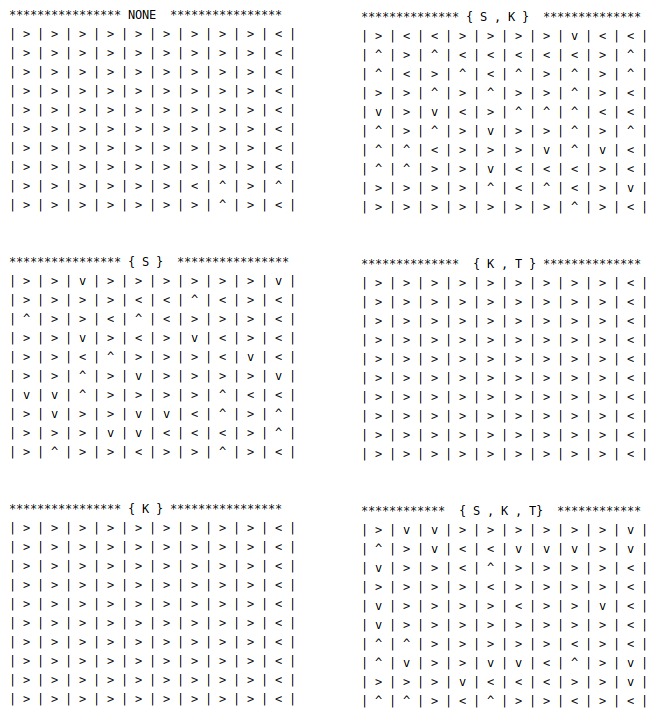 **************** NONE ****************
| > | > | > | > | > | > | > | > | > | < |
| > | > | > | > | > | > | > | > | > | < |
| > | > | > | > | > | > | > | > | > | < |
| > | > | > | > | > | > | > | > | > | < |
| > | > | > | > | > | > | > | > | > | < |
| > | > | > | > | > | > | > | > | > | < |
| > | > | > | > | > | > | > | > | > | < |
| > | > | > | > | > | > | > | > | > | < |
| > | > | > | > | > | > | < | ^ | > | ^ |
| > | > | > | > | > | > | > | ^ | > | < |
**************** { S } ****************
| > | > | v | > | > | > | > | > | > | v |
| > | > | > | > | < | < | ^ | < | > | < |
| ^ | > | > | < | ^ | < | > | > | > | < |
| > | > | v | > | < | > | v | < | > | < |
| > | > | < | ^ | > | > | > | < | v | < |
| > | > | ^ | > | v | > | > | > | > | v |
| v | v | ^ | > | > | > | > | ^ | < | < |
| > | v | > | > | v | v | < | ^ | > | ^ |
| > | > | > | v | v | < | < | < | > | ^ |
| > | ^ | > | > | < | > | > | ^ | > | < |
**************** { K } ****************
| > | > | > | > | > | > | > | > | > | < |
| > | > | > | > | > | > | > | > | > | < |
| > | > | > | > | > | > | > | > | > | < |
| > | > | > | > | > | > | > | > | > | < |
| > | > | > | > | > | > | > | > | > | < |
| > | > | > | > | > | > | > | > | > | < |
| > | > | > | > | > | > | > | > | > | < |
| > | > | > | > | > | > | > | > | > | < |
| > | > | > | > | > | > | > | > | > | < |
| > | > | > | > | > | > | > | > | > | < |
************** { S , K } **************
| > | < | < | > | > | > | > | v | < | < |
| ^ | > | ^ | < | < | < | < | < | > | ^ |
| ^ | < | > | ^ | < | ^ | > | ^ | > | ^ |
| > | > | ^ | > | ^ | > | > | ^ | > | < |
| v | > | v | < | > | ^ | ^ | ^ | < | < |
| ^ | > | ^ | > | v | > | > | ^ | > | ^ |
| ^ | ^ | < | > | > | > | v | ^ | v | < |
| ^ | ^ | > | > | v | < | < | < | > | < |
| > | > | > | > | ^ | < | ^ | < | > | v |
| > | > | > | > | > | > | > | ^ | > | < |
************** { K , T } **************
| > | > | > | > | > | > | > | > | > | < |
| > | > | > | > | > | > | > | > | > | < |
| > | > | > | > | > | > | > | > | > | < |
| > | > | > | > | > | > | > | > | > | < |
| > | > | > | > | > | > | > | > | > | < |
| > | > | > | > | > | > | > | > | > | < |
| > | > | > | > | > | > | > | > | > | < |
| > | > | > | > | > | > | > | > | > | < |
| > | > | > | > | > | > | > | > | > | < |
| > | > | > | > | > | > | > | > | > | < |
************ { S , K , T} ************
| > | v | v | > | > | > | > | > | > | v |
| ^ | > | v | < | < | v | v | v | > | v |
| v | > | > | < | ^ | > | > | > | > | < |
| > | > | > | > | < | > | > | > | > | < |
| v | > | > | > | > | < | > | > | v | < |
| v | > | > | > | > | > | > | > | > | < |
| ^ | ^ | > | > | > | > | > | < | > | < |
| ^ | v | > | > | v | v | < | ^ | > | v |
| > | > | > | v | < | < | < | > | > | v |
| ^ | ^ | > | < | ^ | > | > | < | > | < |